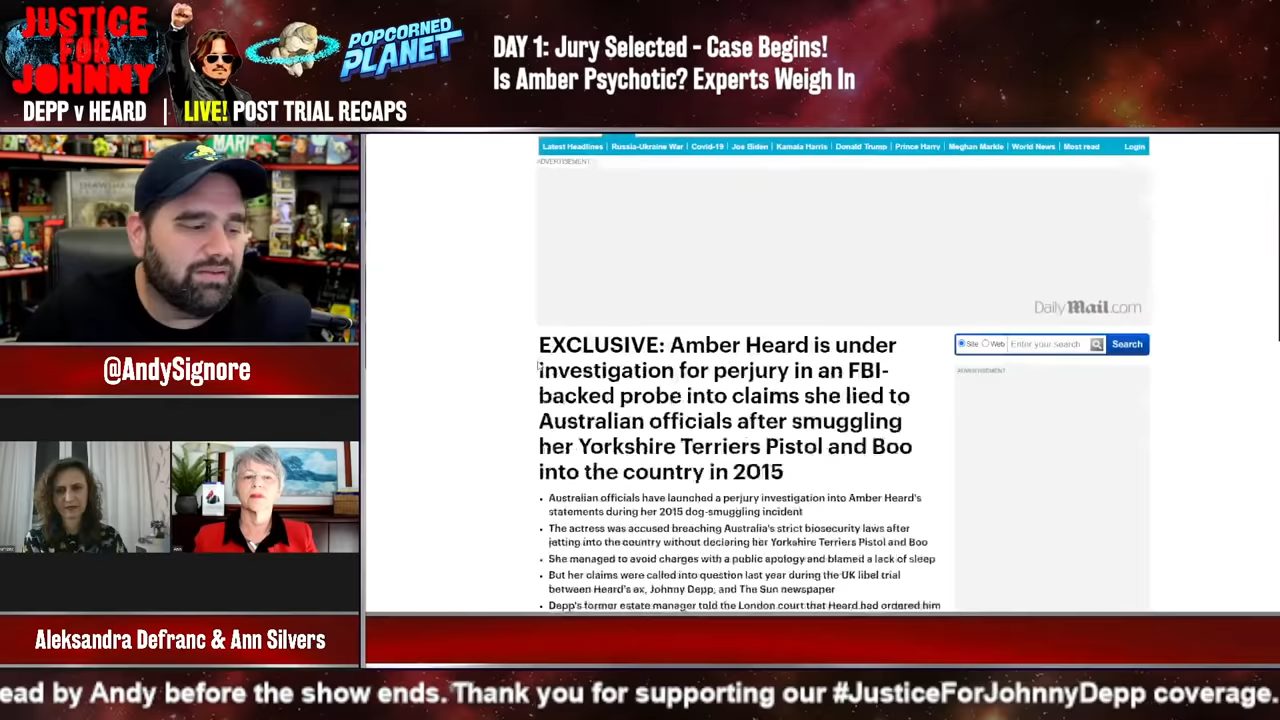 JUSTICE
FOR
JOHNNY
POPCORNED
PLANET
DEPP v HEARD | LIVE! POST TRIAL RECAPS
DAY 1: Jury Selected - Case Begins!
Is Amber Psychotic? Experts Weigh In
@AndySignore
Aleksandra Defranc & Ann Silvers
Latest Headlines | Russia-Ukraine War | Covid-19 | Joe Biden | Kamala Harris | Donald Trump | Prince Harry | Meghan Markle | World News | Most read Login
ADVERTISEMENT
Daily Mail.com
EXCLUSIVE: Amber Heard is under
investigation for perjury in an FBI-
backed probe into claims she lied to
Australian officials after smuggling
her Yorkshire Terriers Pistol and Boo
into the country in 2015
Site Web Enter your search Search
ADVERTISEMENT
• Australian officials have launched a perjury investigation into Amber Heard's
statements during her 2015 dog-smuggling incident
• The actress was accused breaching Australia's strict biosecurity laws after
jetting into the country without declaring her Yorkshire Terriers Pistol and Boo
• She managed to avoid charges with a public apology and blamed a lack of sleep
• But her claims were called into question last year during the UK libel trial
between Heard's ex, Johnny Depp, and The Sun newspaper
• Depp's former estate manager told the London court that Heard had ordered him
ead by Andy before the show ends. Thank you for supporting our #JusticeForJohnnyDepp coverage.